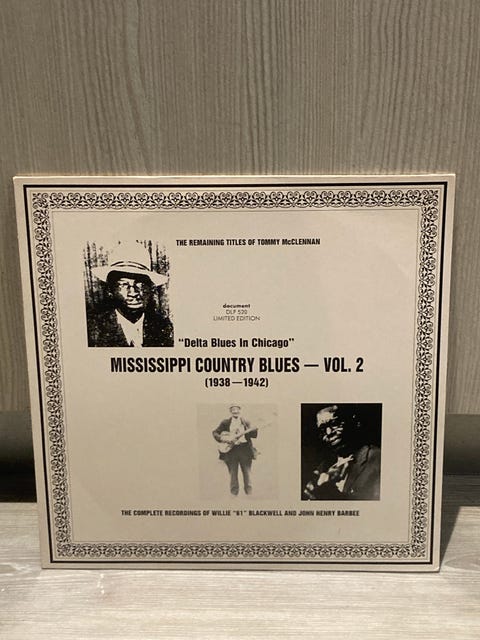 THE REMAINING TITLES OF TOMMY McCLENNAN
document
DLP 520
LIMITED EDITION
"Delta Blues In Chicago"
MISSISSIPPI COUNTRY BLUES — VOL. 2
(1938—1942)
THE COMPLETE RECORDINGS OF WILLIE "61" BLACKWELL AND JOHN HENRY BARBEE